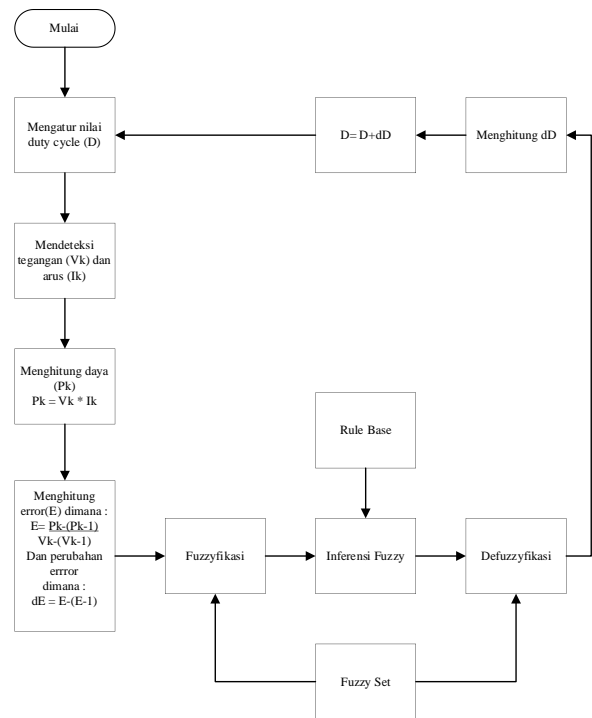 Mulai
Mengatur nilai
duty cycle (D)
D= D+dD
Menghitung dD
Mendeteksi
tegangan (Vk) dan
arus (Ik)
Menghitung daya
(Pk)
Pk = Vk * Ik
Rule Base
Menghitung
error(E) dimana :
E= Pk-(Pk-1)
Vk-(Vk-1)
Dan perubahan
errror
dimana :
dE = E-(E-1)
Fuzzyfikasi
Inferensi Fuzzy
Defuzzyfikasi
Fuzzy Set